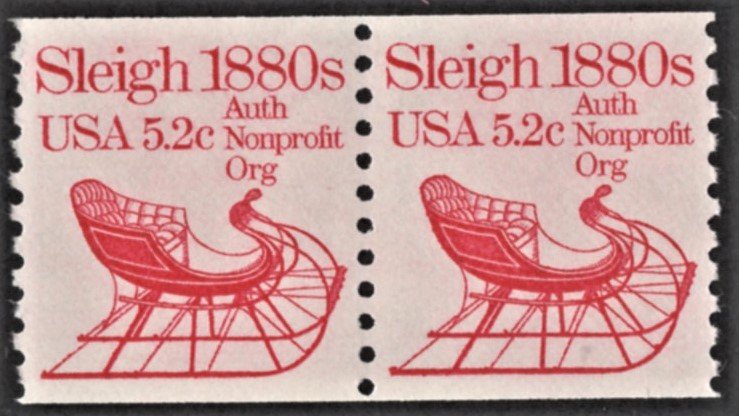 Sleigh 1880s
USA 5.2c Auth
Nonprofit
Org
Sleigh 1880s
USA 5.2c Auth
Nonprofit
Org